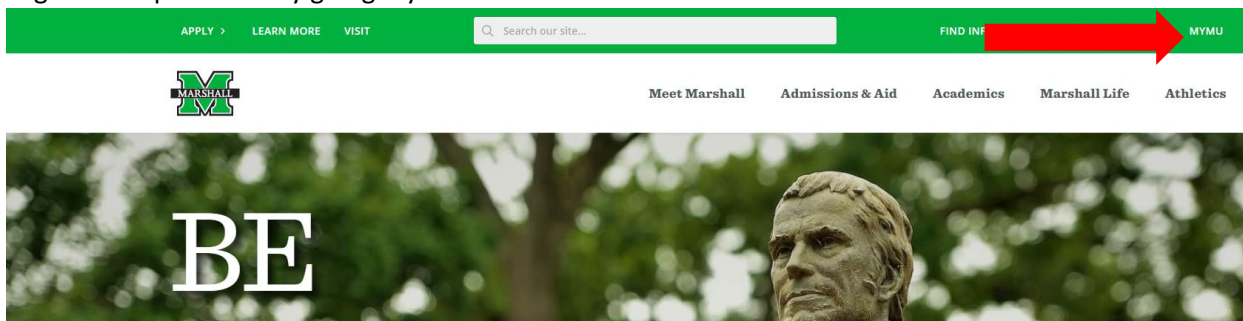 APPLY > LEARN MORE VISIT Search our site... FIND MYMU
MARSHALL
Meet Marshall Admissions & Aid Academics Marshall Life Athletics
BE